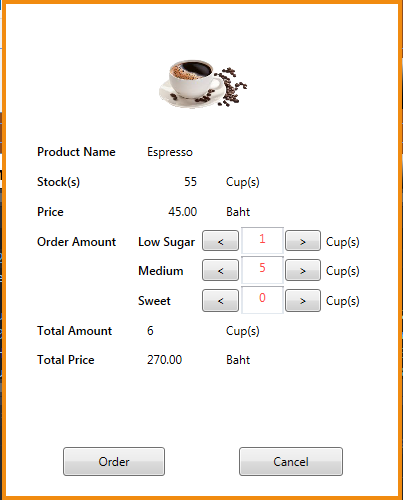 Product Name Espresso
Stock(s) 55 Cup(s)
Price 45.00 Baht
Order Amount Low Sugar < 1 > Cup(s)
Medium < 5 > Cup(s)
Sweet < 0 > Cup(s)
Total Amount 6 Cup(s)
Total Price 270.00 Baht
Order Cancel